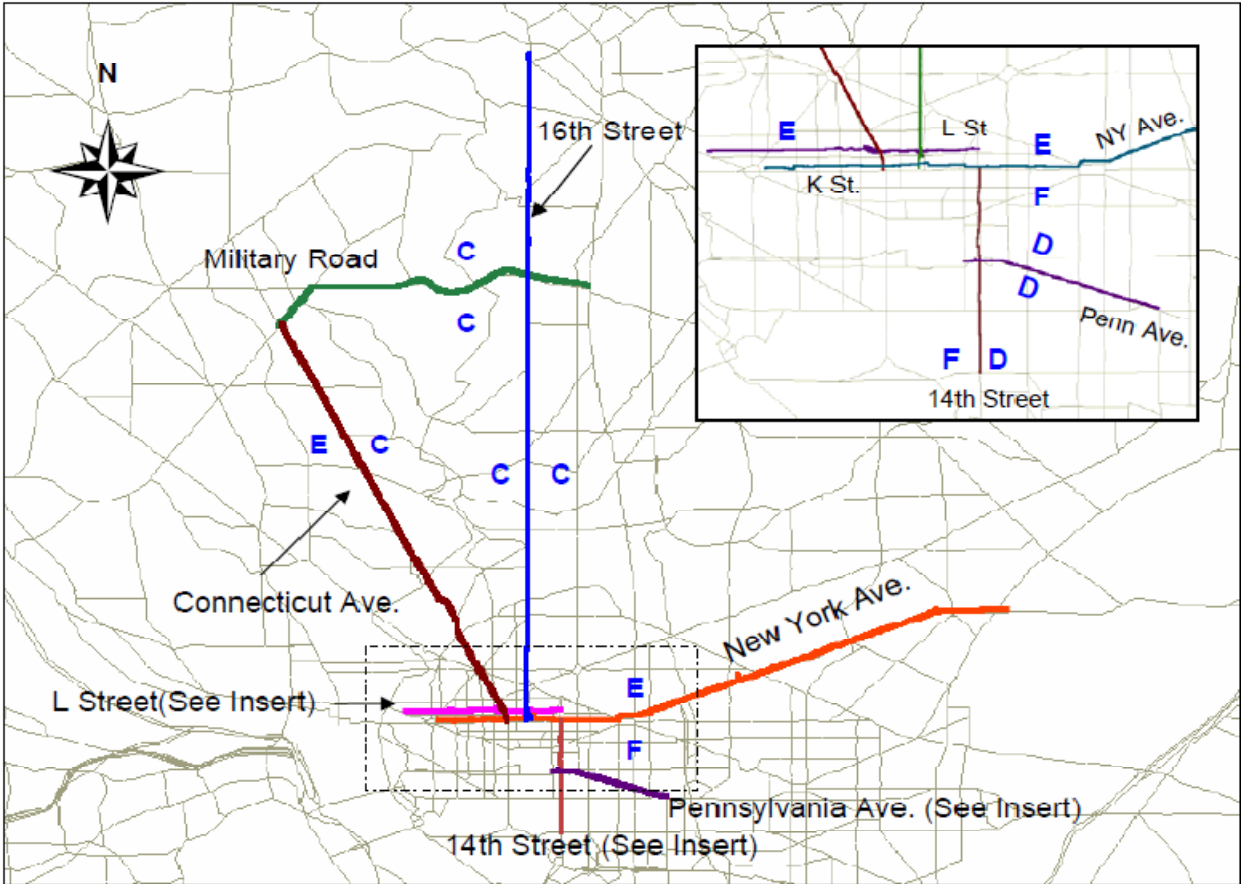 N
16th Street
C
Military Road
C
E C
C C
Connecticut Ave.
New York Ave.
L Street(See Insert)
E
F
Pennsylvania Ave. (See Insert)
14th Street (See Insert)
E
L St
E
NY Ave.
K St.
F
D
D
Penn Ave.
F D
14th Street